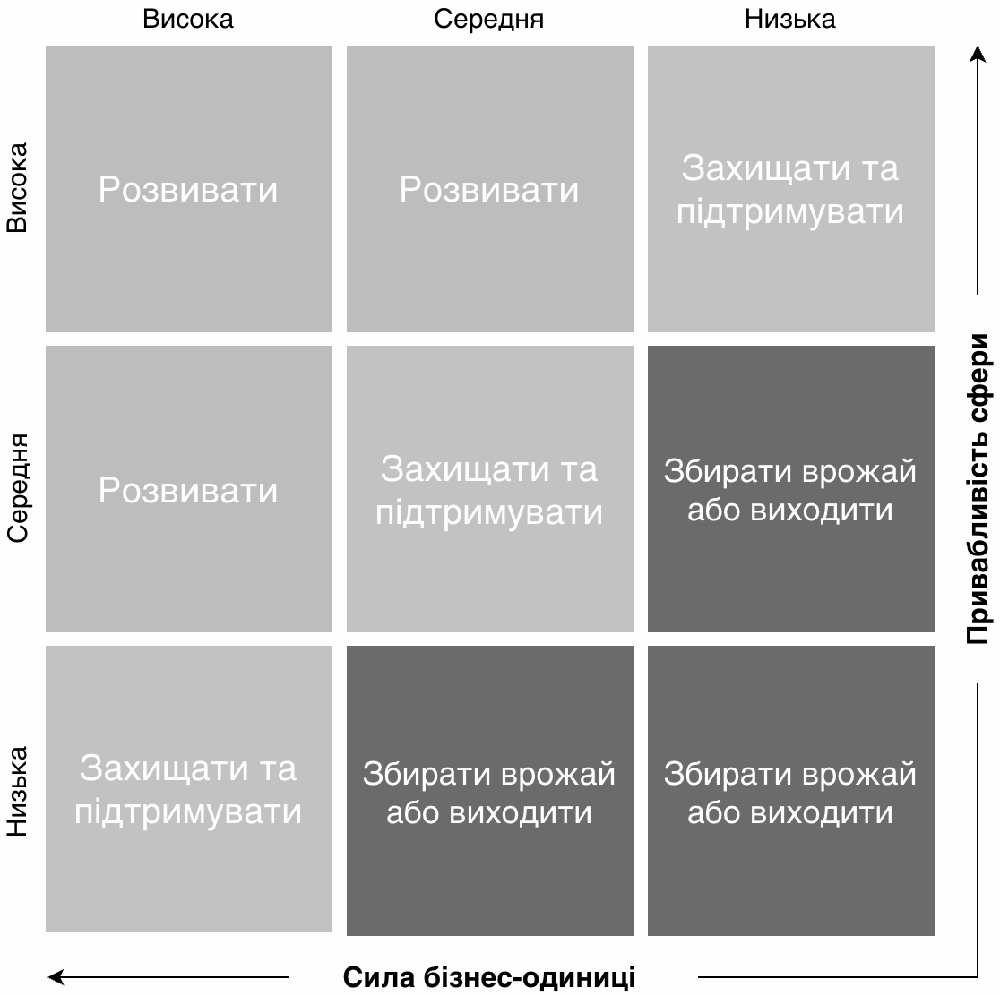 Висока
Середня
Низька
Висока
Розвивати
Розвивати
Захищати та
підтримувати
Середня
Розвивати
Захищати та
підтримувати
Збирати врожай
або виходити
Привабливість сфери
Низька
Захищати та
підтримувати
Збирати врожай
або виходити
Збирати врожай
або виходити
Сила бізнес-одиниці